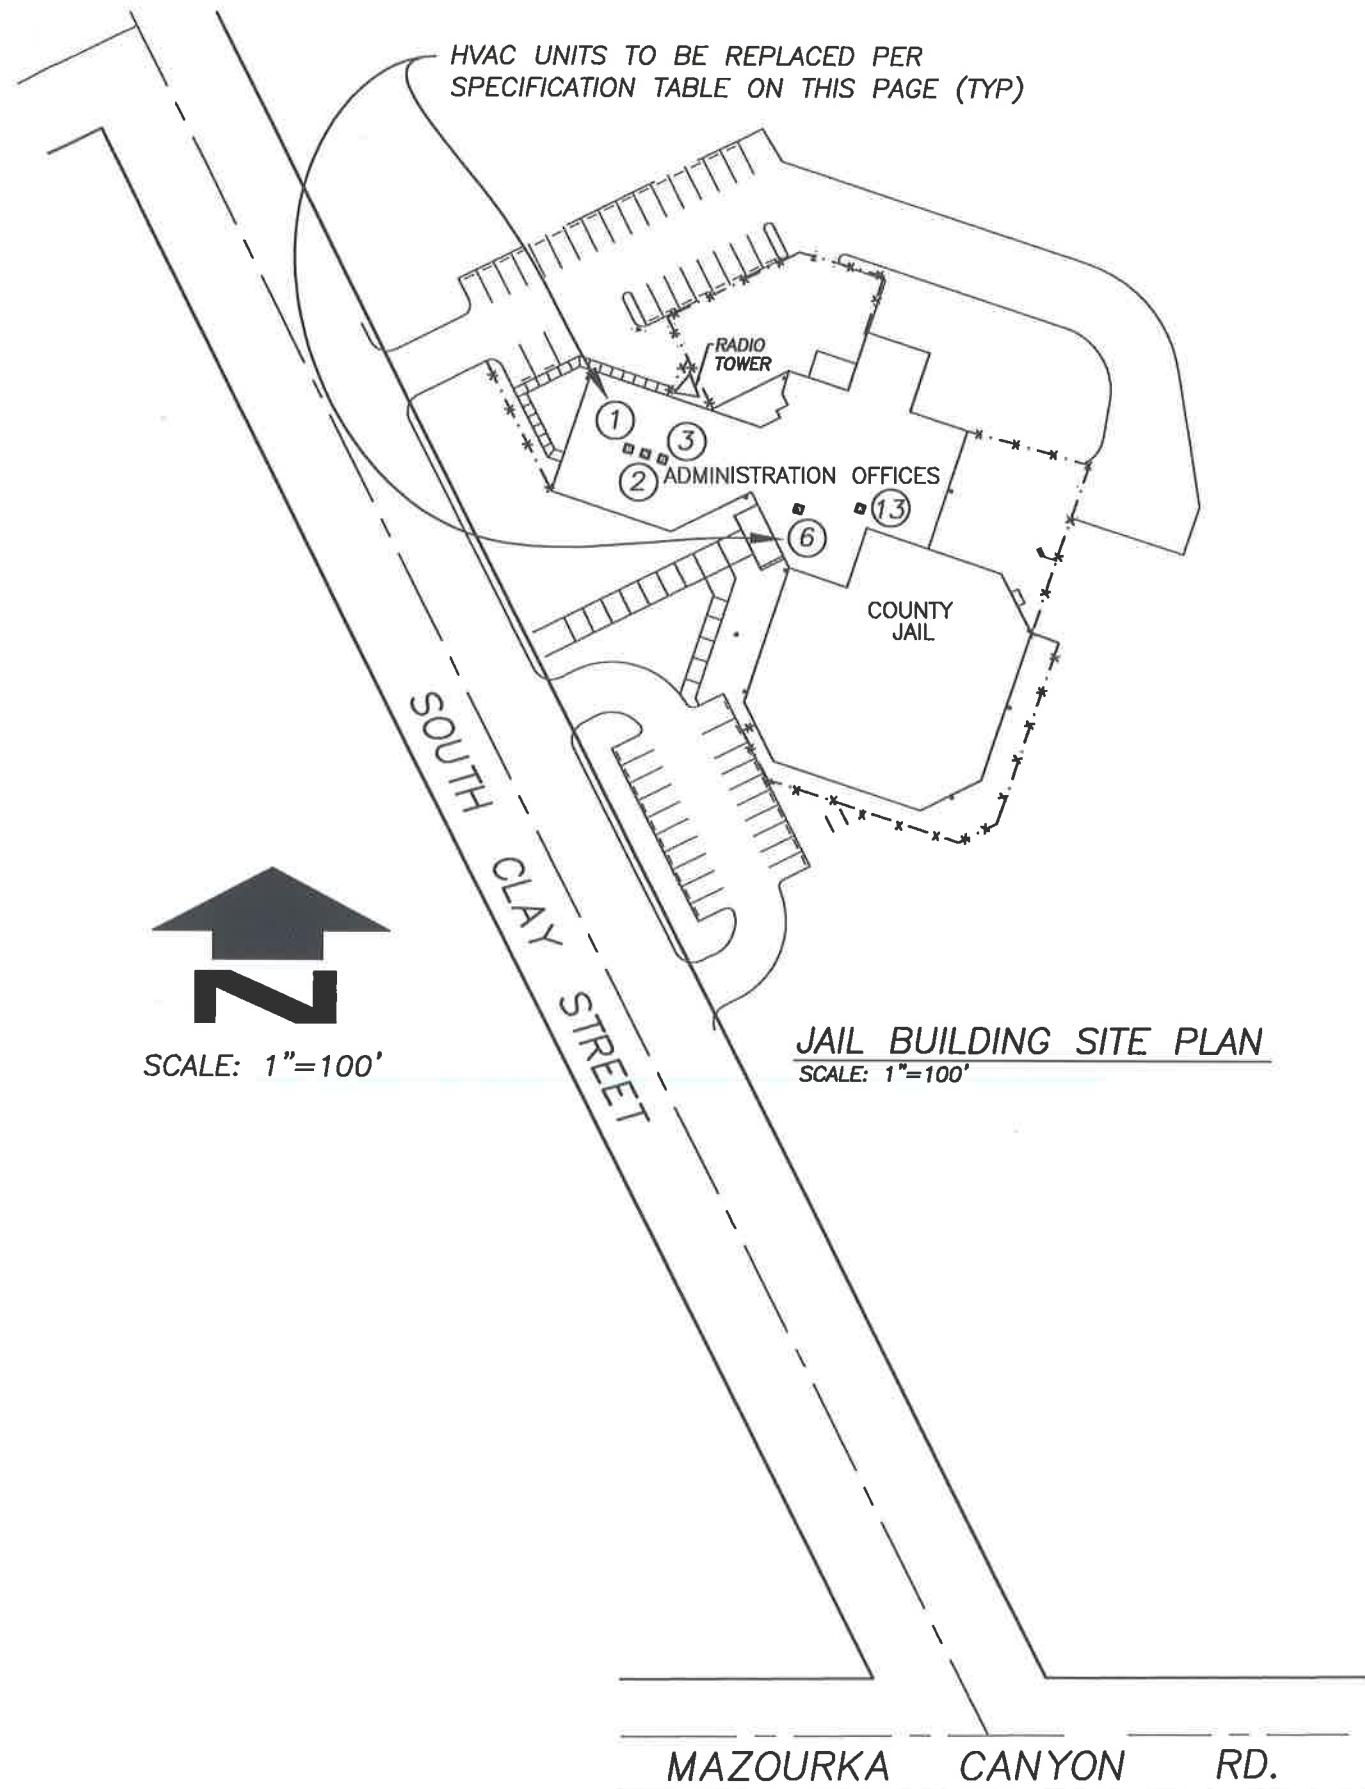 HVAC UNITS TO BE REPLACED PER
SPECIFICATION TABLE ON THIS PAGE (TYP)
RADIO
TOWER
1
3
2
ADMINISTRATION OFFICES
13
6
COUNTY
JAIL
SOUTH CLAY STREET
N
SCALE: 1"=100'
JAIL BUILDING SITE PLAN
SCALE: 1"=100'
MAZOURKA CANYON RD.